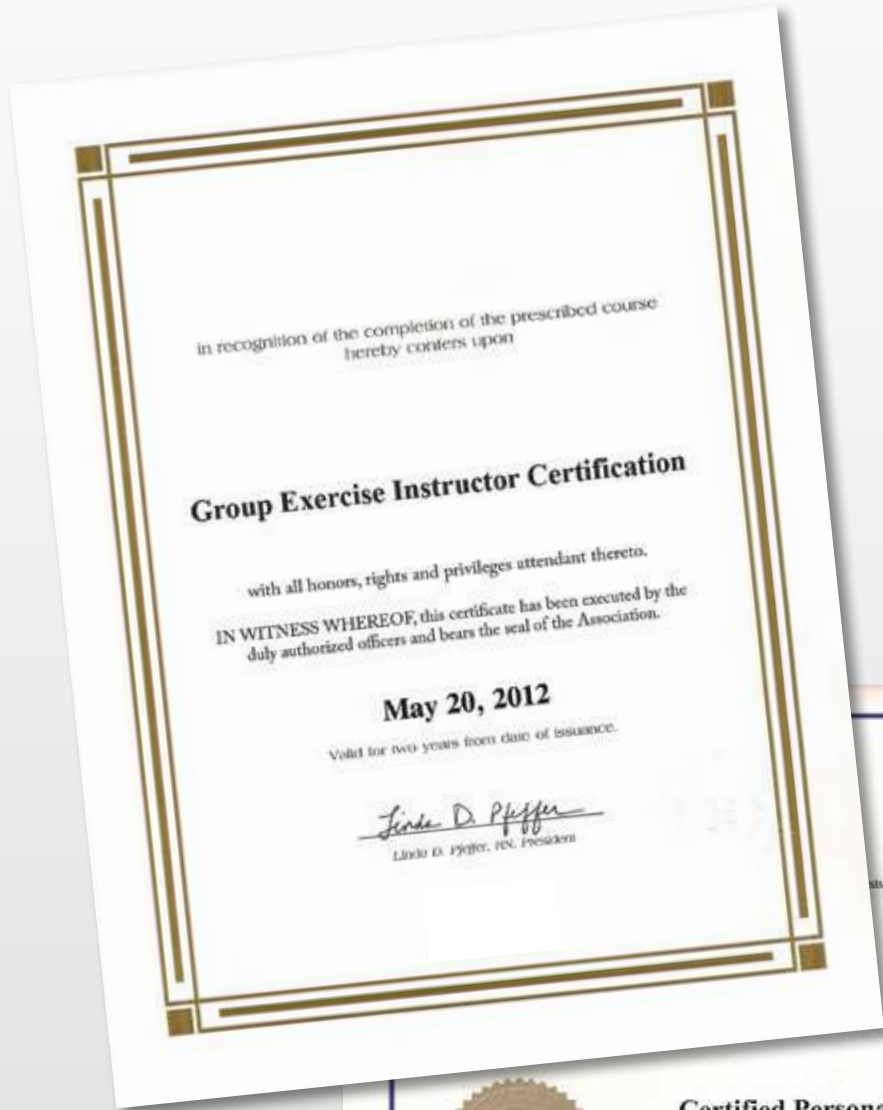 in recognition of the completion of the prescribed course
hereby confers upon
Group Exercise Instructor Certification
with all honors, rights and privileges attendant thereto.
IN WITNESS WHEREOF, this certificate has been executed by the
duly authorized officers and bears the seal of the Association.
May 20, 2012
Valid for two years from date of issuance.
Linda D. Pfeffer
Linda D. Pfeffer, RN, President
Certified Person